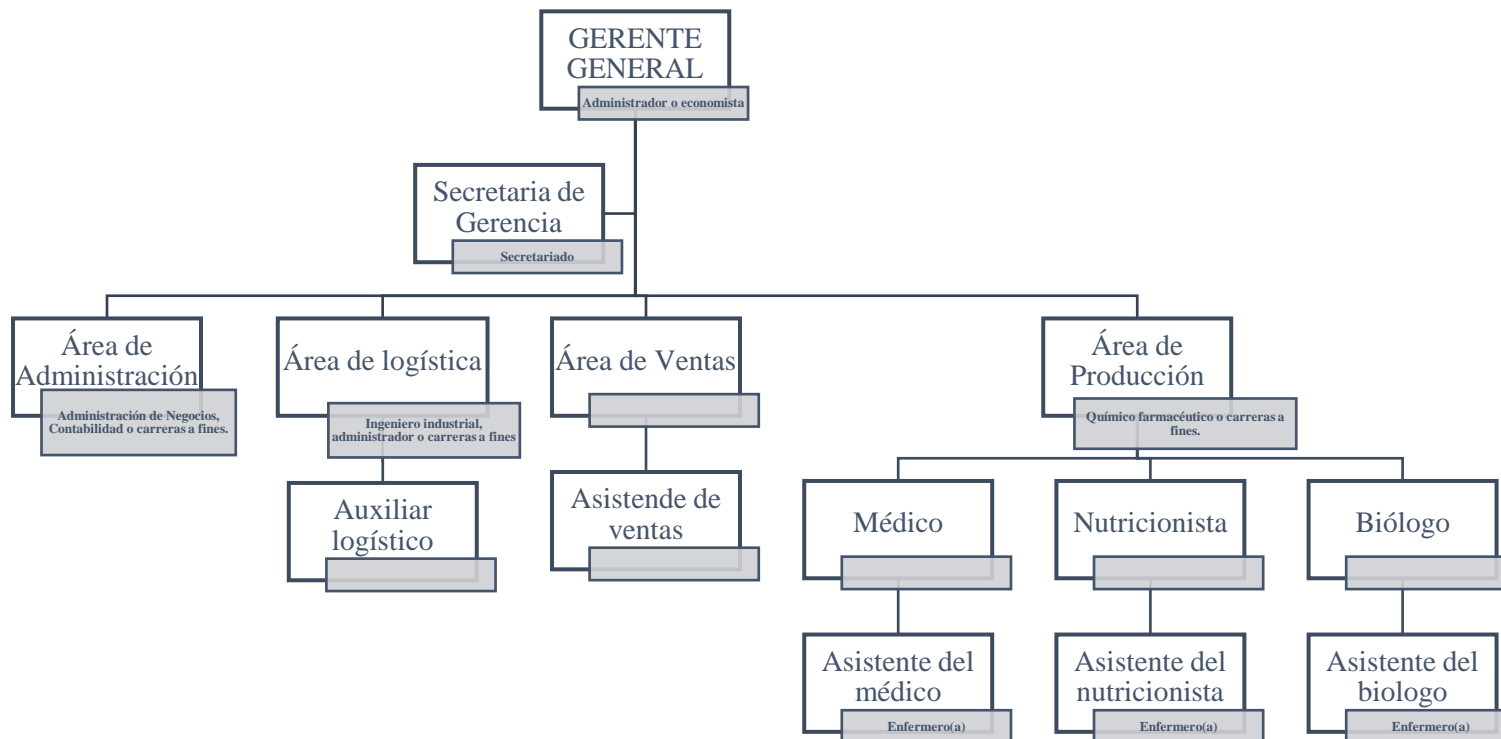 GERENTE
GENERAL
Administrador o economista
Secretaria de
Gerencia
Secretariado
Área de
Administración
Administración de Negocios,
Contabilidad o carreras a fines.
Área de logística
Ingeniero industrial,
administrador o carreras a fines
Área de Ventas
Área de
Producción
Químico farmacéutico o carreras a
fines.
Auxiliar
logístico
Asistende de
ventas
Médico
Nutricionista
Biólogo
Asistente del
médico
Enfermero(a)
Asistente del
nutricionista
Enfermero(a)
Asistente del
biologo
Enfermero(a)